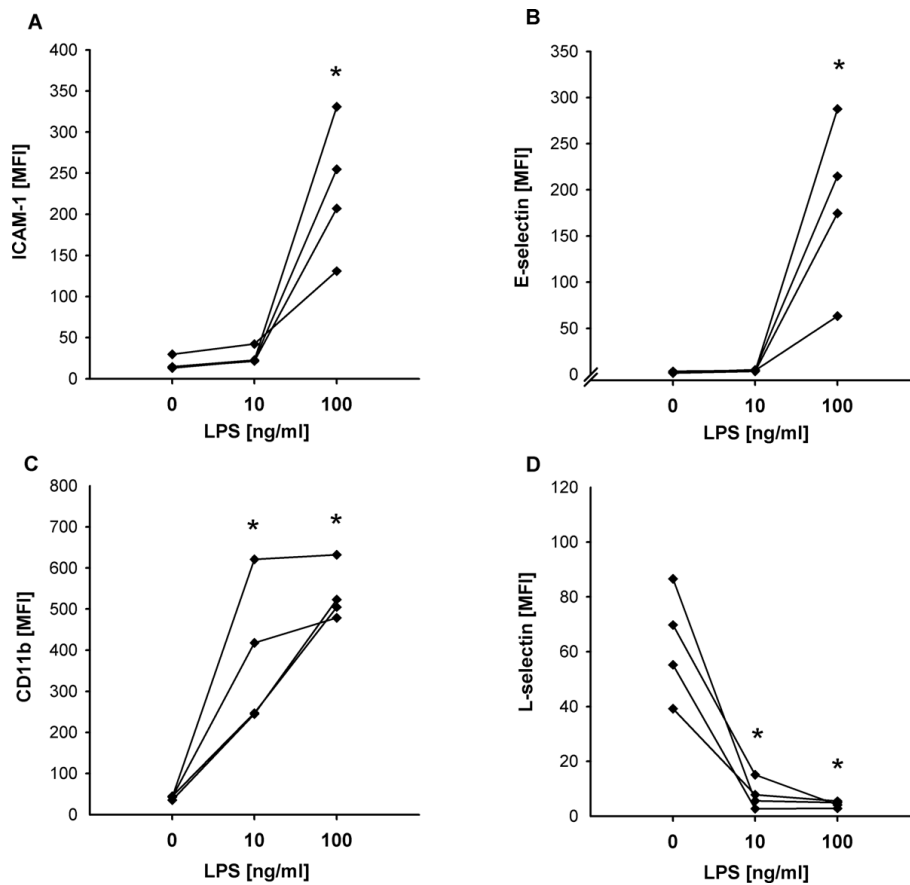 A
400
350
300
250
200
150
100
50
0
ICAM-1 [MFI]
*
0 10 100
LPS [ng/ml]
B
350
300
250
200
150
100
50
0
E-selectin [MFI]
*
0 10 100
LPS [ng/ml]
C
800
700
600
500
400
300
200
100
0
CD11b [MFI]
* *
0 10 100
LPS [ng/ml]
D
120
100
80
60
40
20
0
L-selectin [MFI]
*
*
0 10 100
LPS [ng/ml]